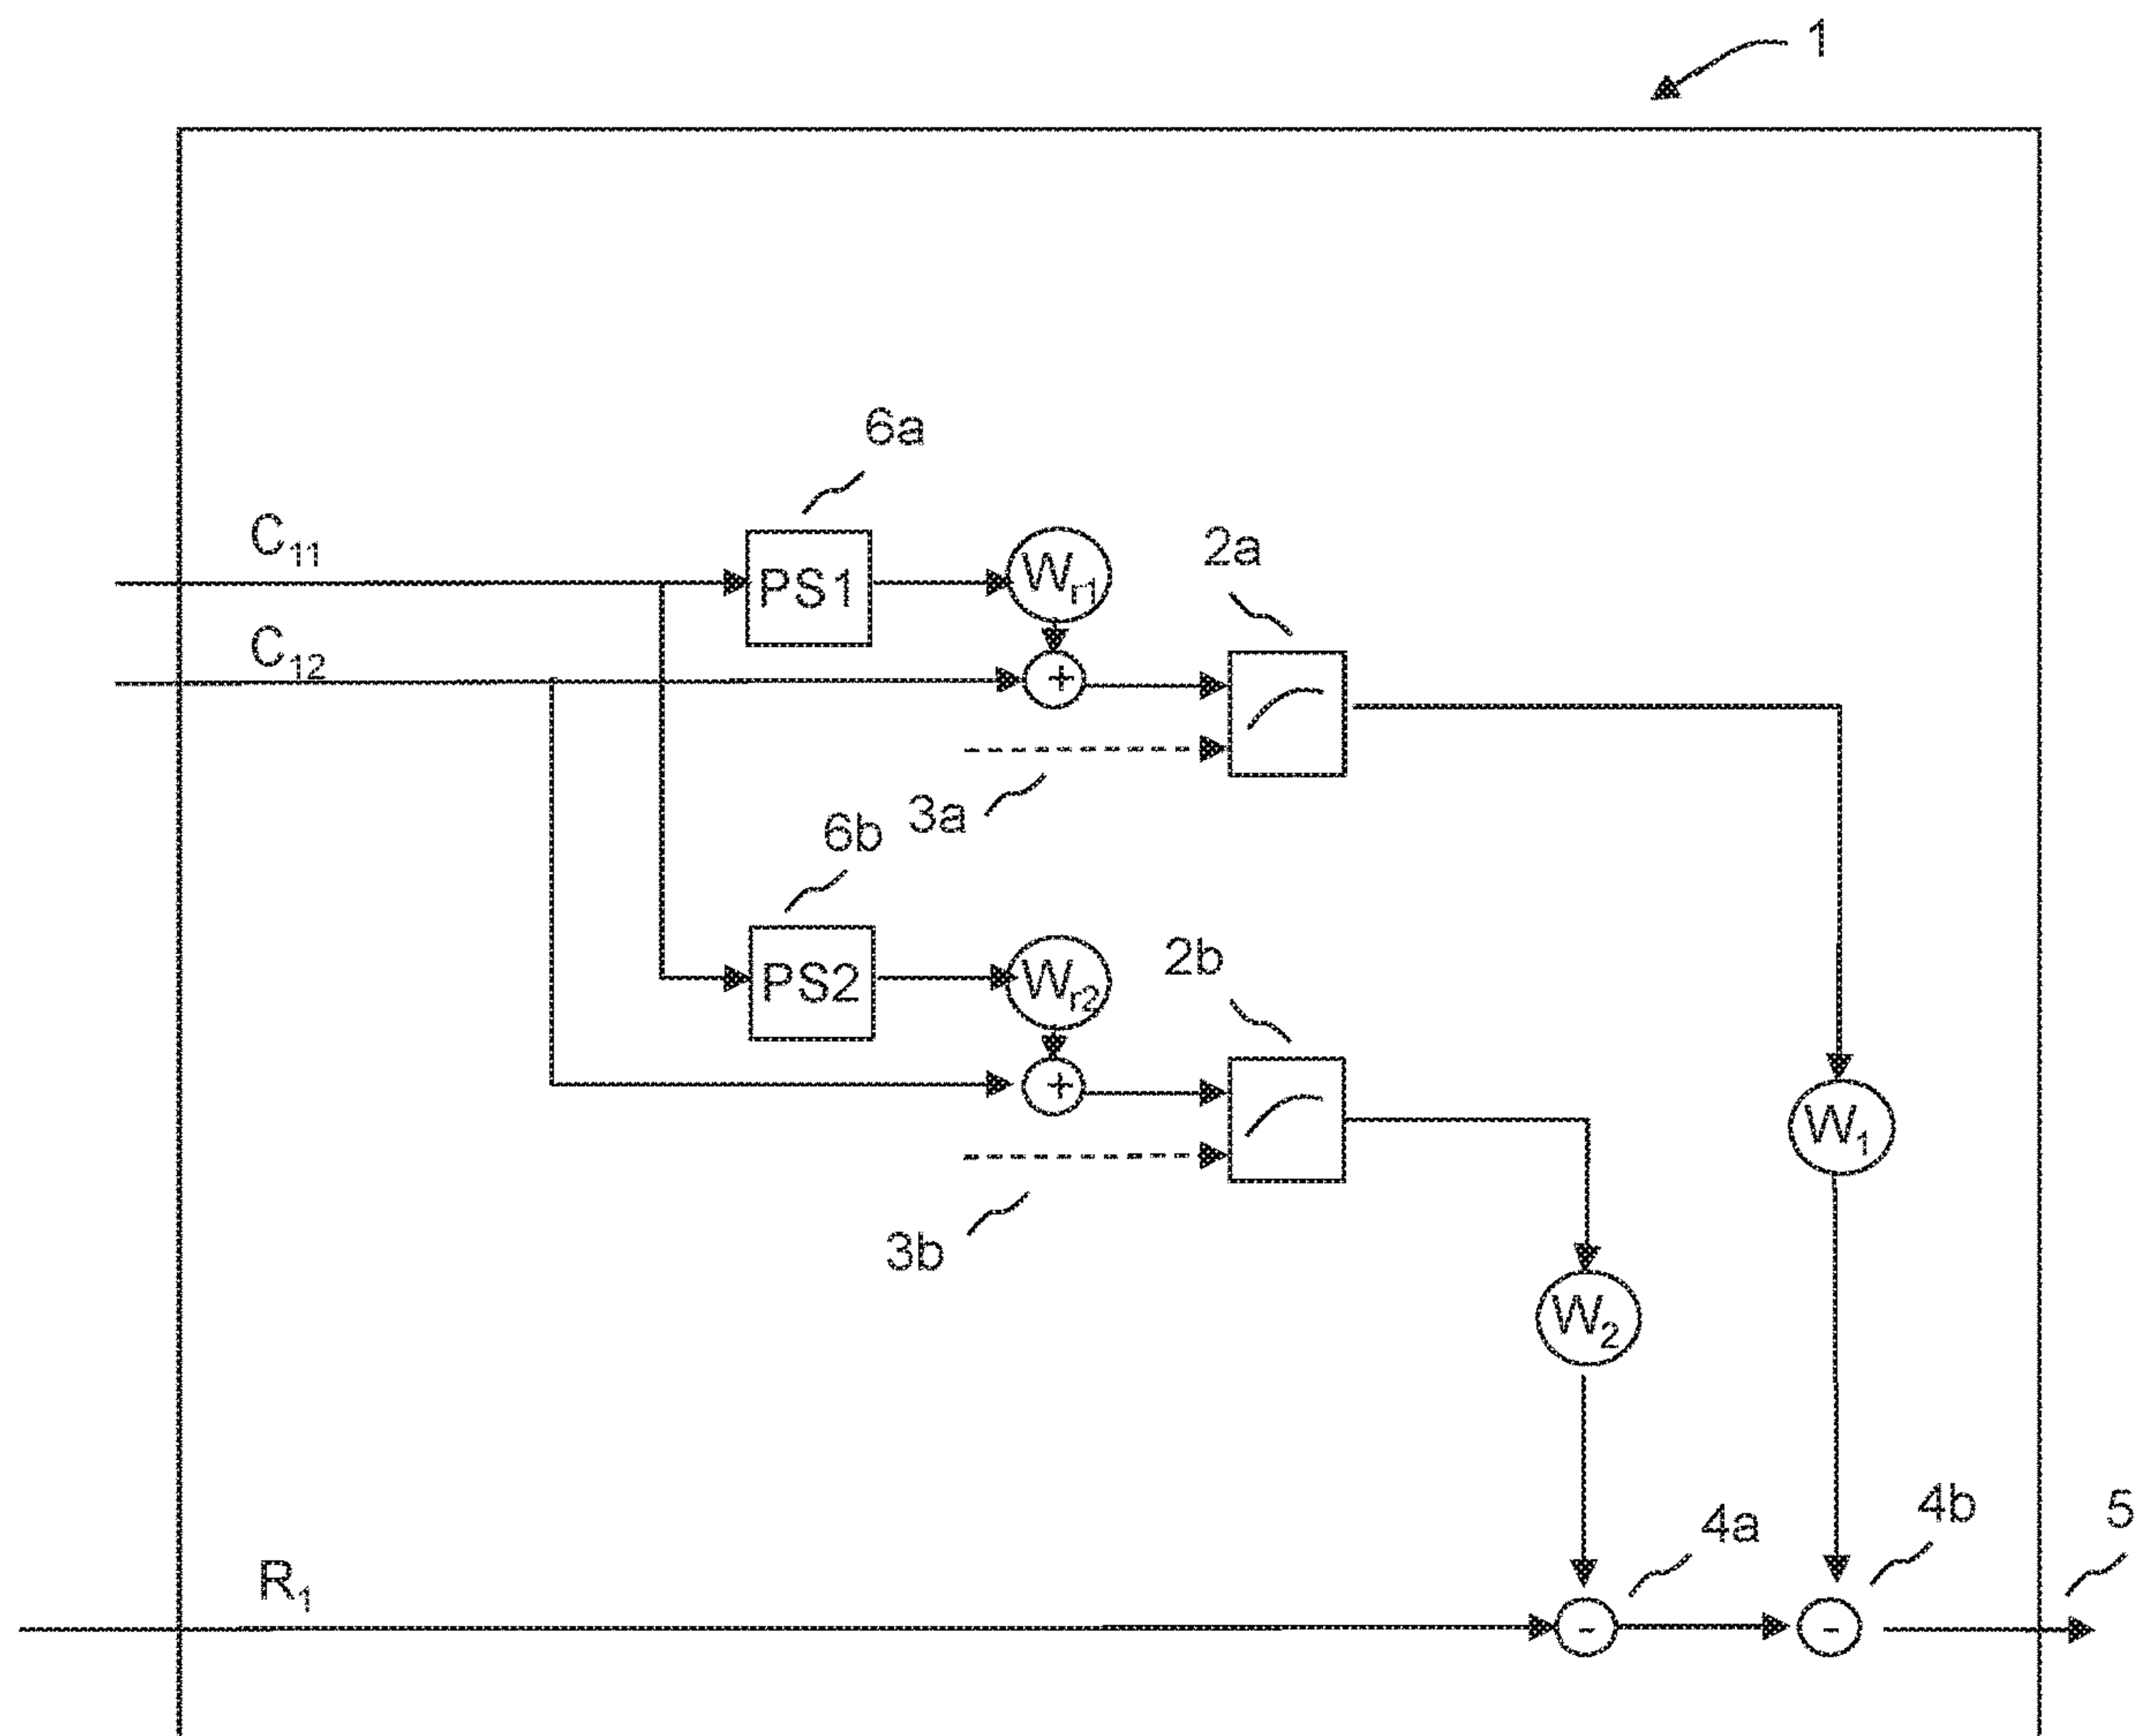 1
6a
C₁₁
PS1
Wᵣ₁
2a
C₁₂
+
3a
6b
PS2
Wᵣ₂
2b
+
3b
W₁
W₂
R₁
4a
4b
5
-
-